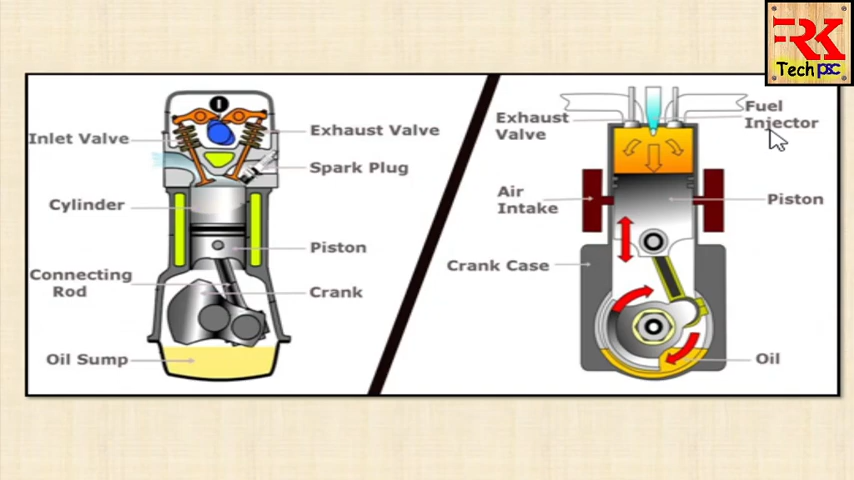 RK
Tech psc
Inlet Valve
Exhaust Valve
Spark Plug
Cylinder
Piston
Connecting
Rod
Crank
Oil Sump
Exhaust
Valve
Fuel
Injector
Air
Intake
Piston
Crank Case
Oil